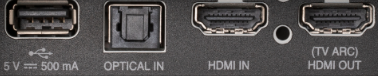 5 V ⎓ 500 mA
OPTICAL IN
HDMI IN
(TV ARC)
HDMI OUT